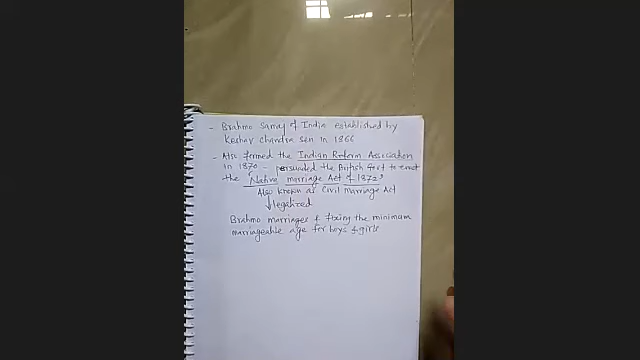 - Brahmo Samaj of India established by
Keshav Chandra Sen in 1866
- Also formed the Indian Reform Association
in 1870 - persuaded the British Govt to enact
the "Native marriage Act of 1872"
Also known as Civil Marriage Act
↓legalized
Brahmo marriages & fixing the minimum
marriageable age for boys & girls